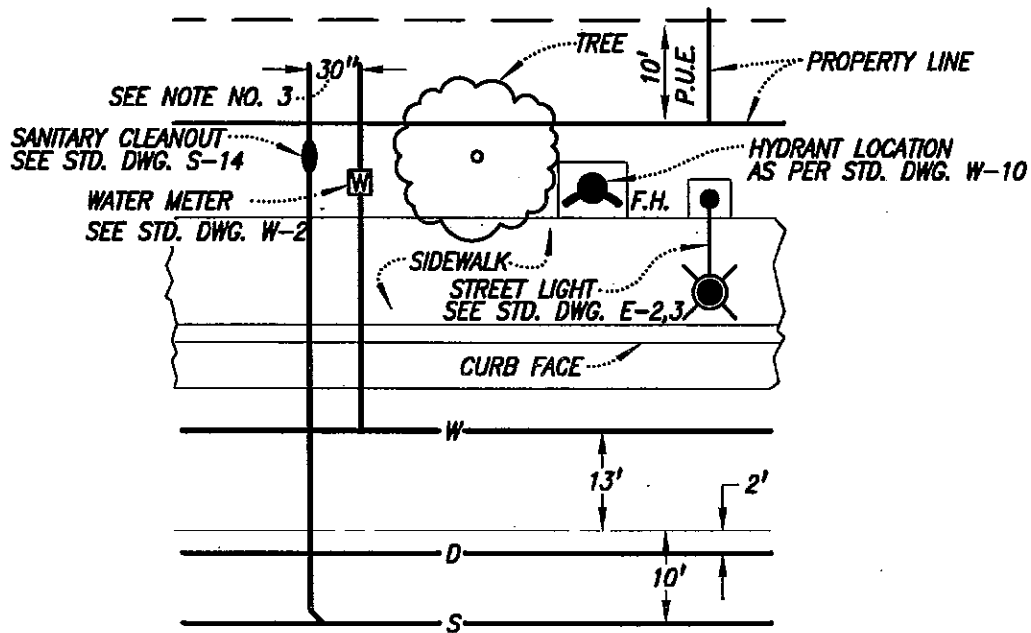 TREE
10'
P.U.E.
PROPERTY LINE
30"
SEE NOTE NO. 3
SANITARY CLEANOUT
SEE STD. DWG. S-14
HYDRANT LOCATION
AS PER STD. DWG. W-10
W
WATER METER
SEE STD. DWG. W-2
F.H.
SIDEWALK
STREET LIGHT
SEE STD. DWG. E-2,3
CURB FACE
W
13'
2'
D
10'
S